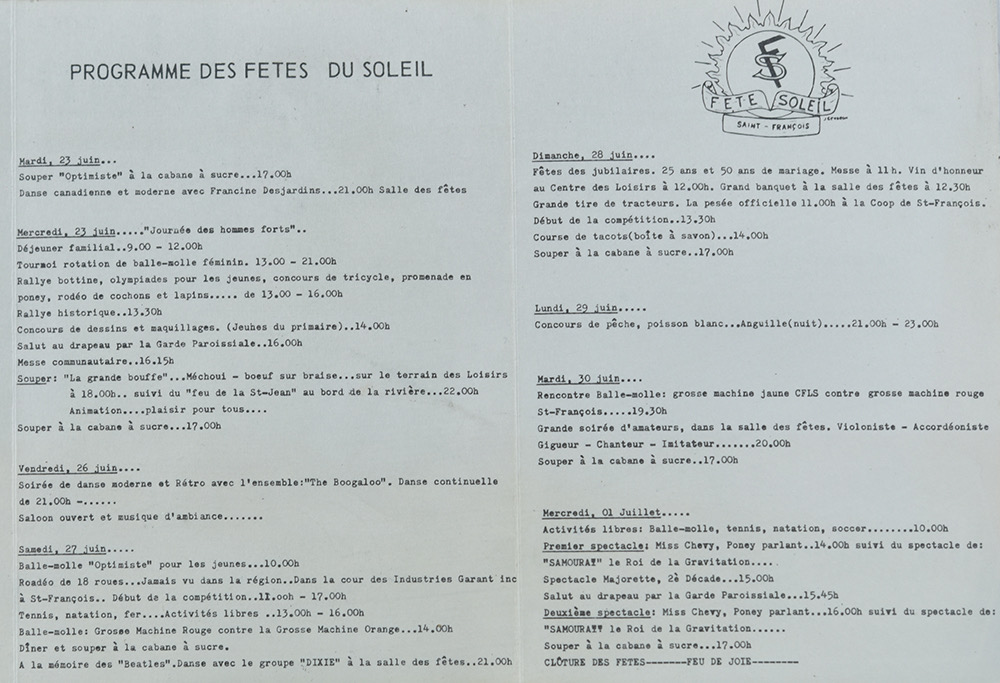 PROGRAMME DES FETES DU SOLEIL
Mardi, 23 juin...
Souper "Optimiste" à la cabane à sucre...17.00h
Danse canadienne et moderne avec Francine Desjardins...21.00h Salle des fêtes
Mercredi, 23 juin....."Journée des hommes forts"..
Déjeuner familial..9.00 - 12.00h
Tournoi rotation de balle-molle féminin. 13.00 - 21.00h
Rallye bottine, olympiades pour les jeunes, concours de tricycle, promenade en
poney, rodéo de cochons et lapins..... de 13.00 - 16.00h
Rallye historique..13.30h
Concours de dessins et maquillages. (Jeuhes du primaire)..14.00h
Salut au drapeau par la Garde Paroissiale..16.00h
Messe communautaire..16.15h
Souper: "La grande bouffe"...Méchoui - boeuf sur braise...sur le terrain des Loisirs
à 18.00h.. suivi du "feu de la St-Jean" au bord de la rivière...22.00h
Animation....plaisir pour tous....
Souper à la cabane à sucre...17.00h
Vendredi, 26 juin....
Soirée de danse moderne et Rétro avec l'ensemble:"The Boogaloo". Danse continuelle
de 21.00h -......
Saloon ouvert et musique d'ambiance.......
Samedi, 27 juin.....
Balle-molle "Optimiste" pour les jeunes...10.00h
Roadéo de 18 roues...Jamais vu dans la région..Dans la cour des Industries Garant inc
à St-François.. Début de la compétition..11.ooh - 17.00h
Tennis, natation, fer....Activités libres ..13.00h - 16.00h
Balle-molle: Grosse Machine Rouge contre la Grosse Machine Orange...14.00h
Dîner et souper à la cabane à sucre.
A la mémoire des "Beatles".Danse avec le groupe "DIXIE" à la salle des fêtes..21.00h
FS
FETE SOLEIL
SAINT-FRANÇOIS
Dimanche, 28 juin....
Fêtes des jubilaires. 25 ans et 50 ans de mariage. Messe à 11h. Vin d'honneur
au Centre des Loisirs à 12.00h. Grand banquet à la salle des fêtes à 12.30h
Grande tire de tracteurs. La pesée officielle 11.00h à la Coop de St-François.
Début de la compétition..13.30h
Course de tacots(boîte à savon)...14.00h
Souper à la cabane à sucre..17.00h
Lundi, 29 juin.....
Concours de pêche, poisson blanc...Anguille(nuit).....21.00h - 23.00h
Mardi, 30 juin....
Rencontre Balle-molle: grosse machine jaune CFLS contre grosse machine rouge
St-François.....19.30h
Grande soirée d'amateurs, dans la salle des fêtes. Violoniste - Accordéoniste
Gigueur - Chanteur - Imitateur.......20.00h
Souper à la cabane à sucre..17.00h
Mercredi, 01 Juillet.....
Activités libres: Balle-molle, tennis, natation, soccer........10.00h
Premier spectacle: Miss Chevy, Poney parlant..14.00h suivi du spectacle de:
"SAMOURAÏ" le Roi de la Gravitation.....
Spectacle Majorette, 2è Décade...15.00h
Salut au drapeau par la Garde Paroissiale...15.45h
Deuxième spectacle: Miss Chevy, Poney parlant...16.00h suivi du spectacle de:
"SAMOURAÏ" le Roi de la Gravitation......
Souper à la cabane à sucre...17.00h
CLÔTURE DES FETES-------FEU DE JOIE--------